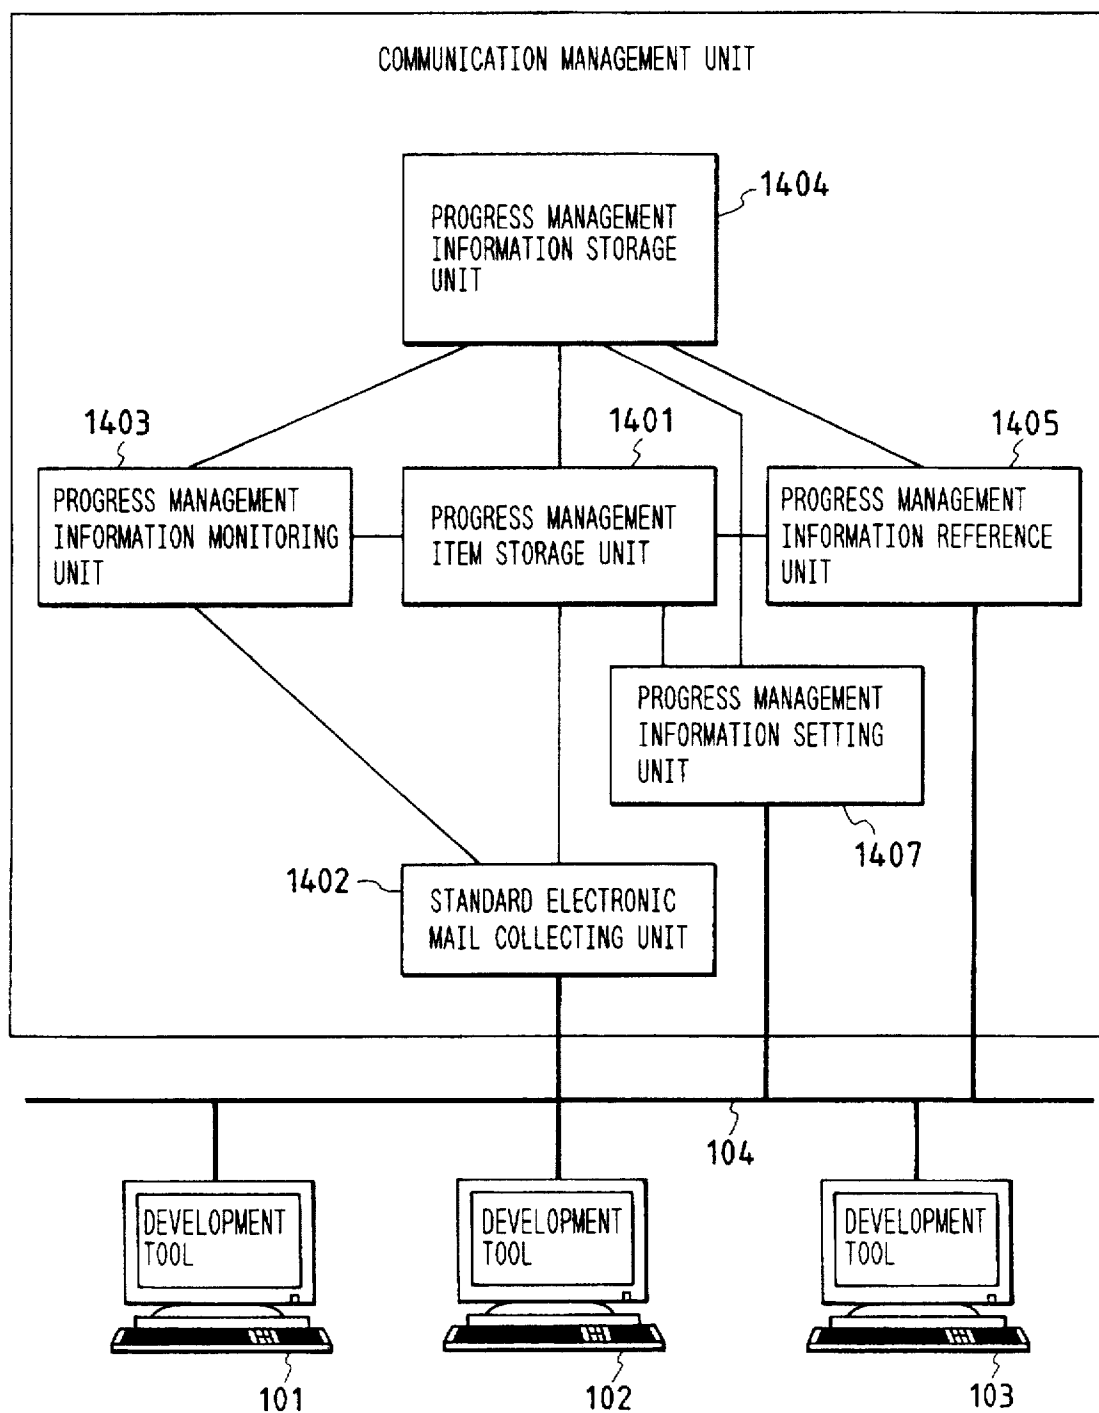 COMMUNICATION MANAGEMENT UNIT
1404
PROGRESS MANAGEMENT
INFORMATION STORAGE
UNIT
1403
1401
1405
PROGRESS MANAGEMENT
INFORMATION MONITORING
UNIT
PROGRESS MANAGEMENT
ITEM STORAGE UNIT
PROGRESS MANAGEMENT
INFORMATION REFERENCE
UNIT
PROGRESS MANAGEMENT
INFORMATION SETTING
UNIT
1407
1402
STANDARD ELECTRONIC
MAIL COLLECTING UNIT
104
DEVELOPMENT
TOOL
DEVELOPMENT
TOOL
DEVELOPMENT
TOOL
101
102
103